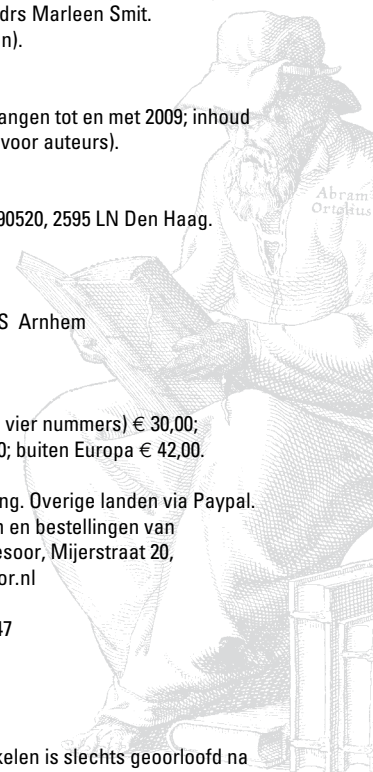 drs Marleen Smit.
n).
angen tot en met 2009; inhoud
voor auteurs).
90520, 2595 LN Den Haag.
S Arnhem
vier nummers) € 30,00;
0; buiten Europa € 42,00.
ng. Overige landen via Paypal.
n en bestellingen van
esoor, Mijerstraat 20,
or.nl
47
kelen is slechts geoorloofd na
Abram
Ortolius